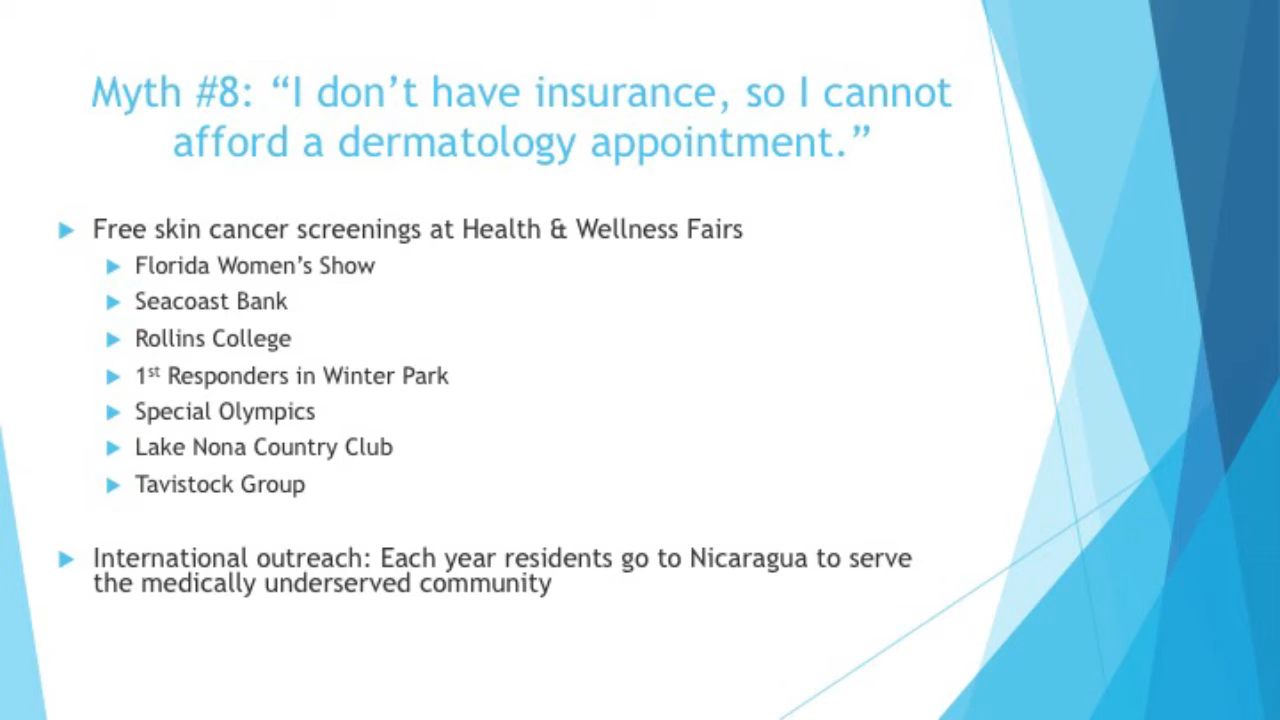 Myth #8: “I don’t have insurance, so I cannot
afford a dermatology appointment.”
Free skin cancer screenings at Health & Wellness Fairs
Florida Women’s Show
Seacoast Bank
Rollins College
1st Responders in Winter Park
Special Olympics
Lake Nona Country Club
Tavistock Group
International outreach: Each year residents go to Nicaragua to serve
the medically underserved community